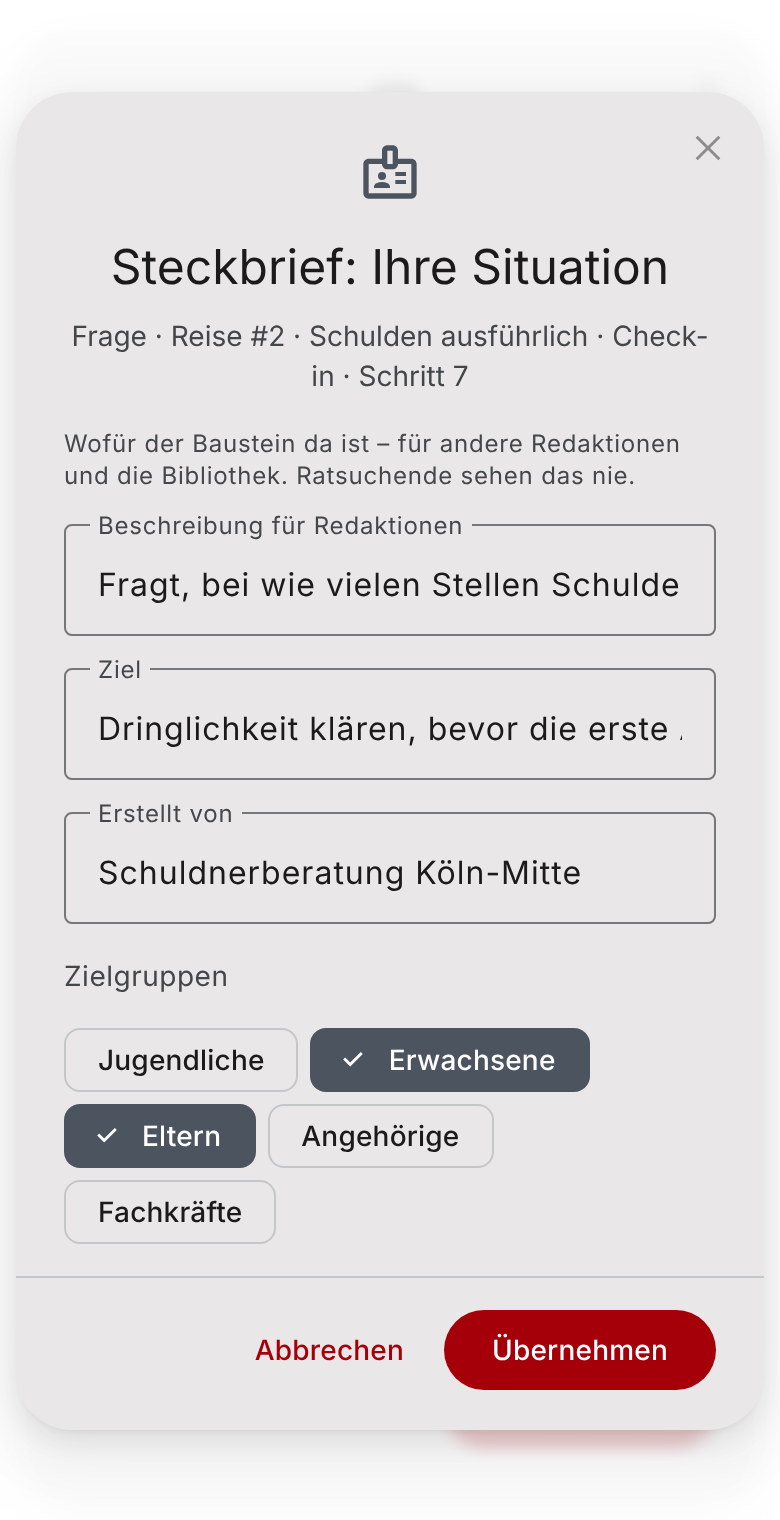 Steckbrief: Ihre Situation
Frage · Reise #2 · Schulden ausführlich · Check-
in · Schritt 7
Wofür der Baustein da ist – für andere Redaktionen
und die Bibliothek. Ratsuchende sehen das nie.
Beschreibung für Redaktionen
Fragt, bei wie vielen Stellen Schulde
Ziel
Dringlichkeit klären, bevor die erste
Erstellt von
Schuldnerberatung Köln-Mitte
Zielgruppen
Jugendliche
Erwachsene
Eltern
Angehörige
Fachkräfte
Abbrechen
Übernehmen